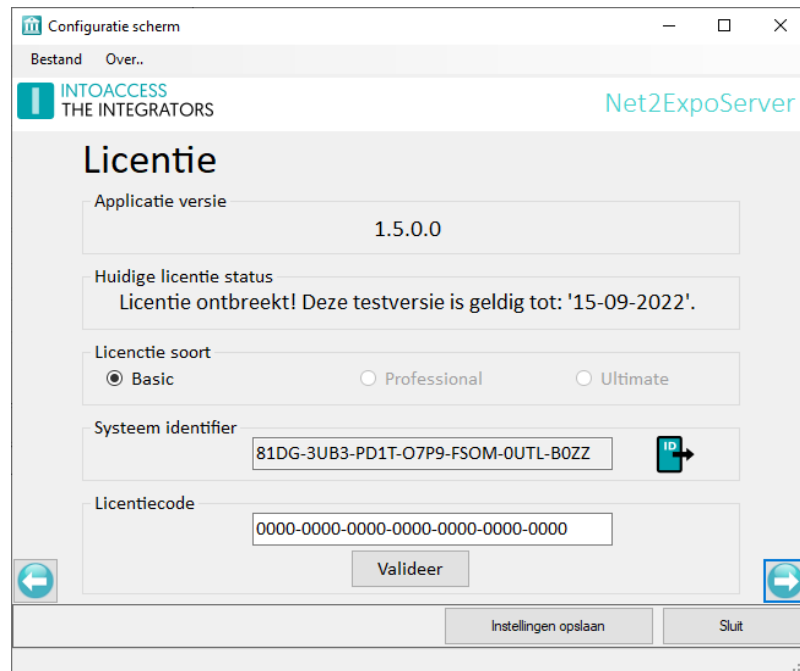 Configuratie scherm
Bestand Over..
INTOACCESS
THE INTEGRATORS
Net2ExpoServer
Licentie
Applicatie versie
1.5.0.0
Huidige licentie status
Licentie ontbreekt! Deze testversie is geldig tot: '15-09-2022'.
Licenctie soort
Basic Professional Ultimate
Systeem identifier
81DG-3UB3-PD1T-O7P9-FSOM-0UTL-B0ZZ
ID
Licentiecode
0000-0000-0000-0000-0000-0000-0000
Valideer
Instellingen opslaan Sluit